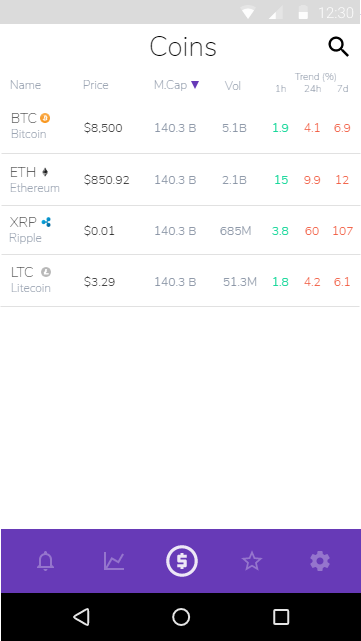 12:30
Coins
Trend (%)
Name Price M.Cap Vol 1h 24h 7d
BTC
Bitcoin
$8,500 140.3 B 5.1B 1.9 4.1 6.9
ETH
Ethereum
$850.92 140.3 B 2.1B 15 9.9 12
XRP
Ripple
$0.01 140.3 B 685M 3.8 60 107
LTC
Litecoin
$3.29 140.3 B 51.3M 1.8 4.2 6.1